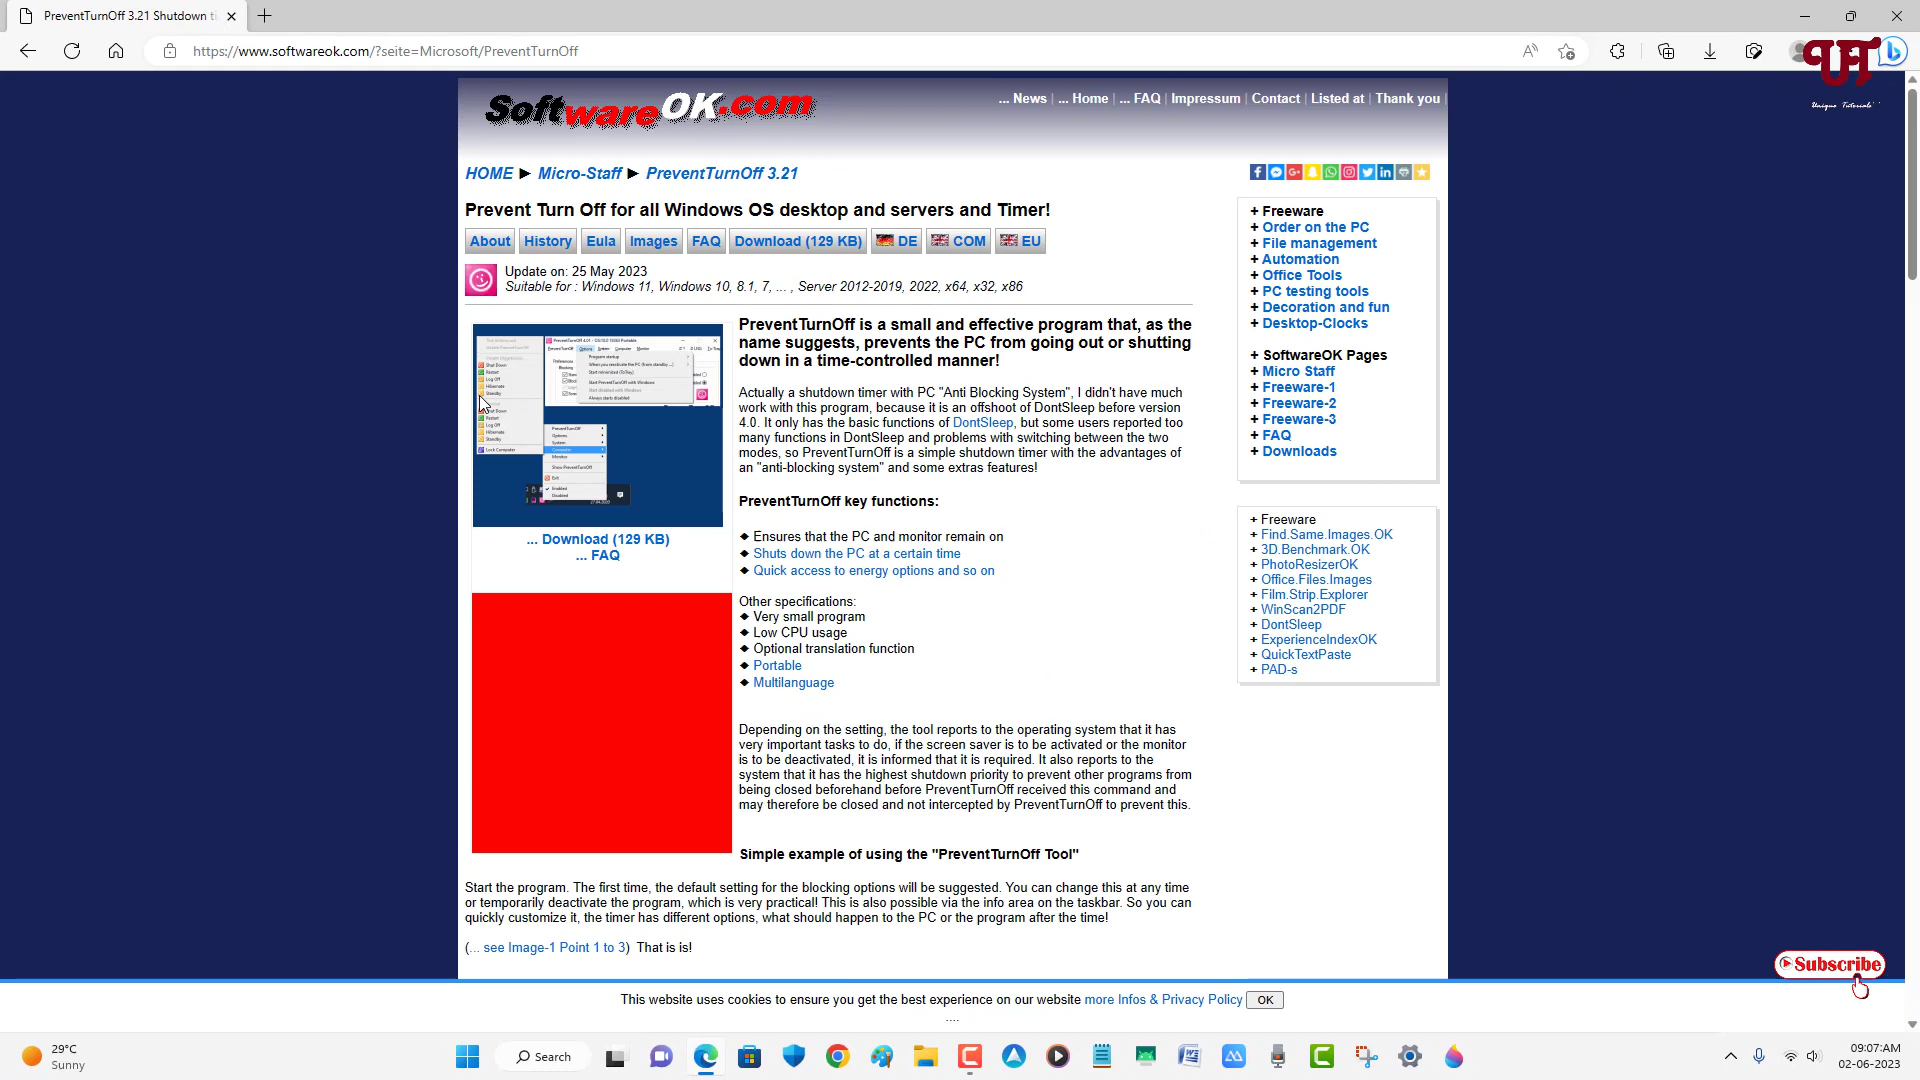 PreventTurnOff 3.21 Shutdown ti
https://www.softwareok.com/?seite=Microsoft/PreventTurnOff
UT
Unique Tutorials
SoftwareOK.com
... News | ... Home | ... FAQ | Impressum | Contact | Listed at | Thank you |
HOME ► Micro-Staff ► PreventTurnOff 3.21
Prevent Turn Off for all Windows OS desktop and servers and Timer!
About History Eula Images FAQ Download (129 KB) DE COM EU
Update on: 25 May 2023
Suitable for : Windows 11, Windows 10, 8.1, 7, ... , Server 2012-2019, 2022, x64, x32, x86
PreventTurnOff is a small and effective program that, as the
name suggests, prevents the PC from going out or shutting
down in a time-controlled manner!
Actually a shutdown timer with PC "Anti Blocking System", I didn't have much
work with this program, because it is an offshoot of DontSleep before version
4.0. It only has the basic functions of DontSleep, but some users reported too
many functions in DontSleep and problems with switching between the two
modes, so PreventTurnOff is a simple shutdown timer with the advantages of
an "anti-blocking system" and some extras features!
Shut Down
Restart
Log Off
Hibernate
Standby
Lock Computer
... Download (129 KB)
... FAQ
PreventTurnOff key functions:
◆ Ensures that the PC and monitor remain on
◆ Shuts down the PC at a certain time
◆ Quick access to energy options and so on
Other specifications:
◆ Very small program
◆ Low CPU usage
◆ Optional translation function
◆ Portable
◆ Multilanguage
Depending on the setting, the tool reports to the operating system that it has
very important tasks to do, if the screen saver is to be activated or the monitor
is to be deactivated, it is informed that it is required. It also reports to the
system that it has the highest shutdown priority to prevent other programs from
being closed beforehand before PreventTurnOff received this command and
may therefore be closed and not intercepted by PreventTurnOff to prevent this.
Simple example of using the "PreventTurnOff Tool"
Start the program. The first time, the default setting for the blocking options will be suggested. You can change this at any time
or temporarily deactivate the program, which is very practical! This is also possible via the info area on the taskbar. So you can
quickly customize it, the timer has different options, what should happen to the PC or the program after the time!
(... see Image-1 Point 1 to 3) That is is!
+ Freeware
+ Order on the PC
+ File management
+ Automation
+ Office Tools
+ PC testing tools
+ Decoration and fun
+ Desktop-Clocks
+ SoftwareOK Pages
+ Micro Staff
+ Freeware-1
+ Freeware-2
+ Freeware-3
+ FAQ
+ Downloads
+ Freeware
+ Find.Same.Images.OK
+ 3D.Benchmark.OK
+ PhotoResizerOK
+ Office.Files.Images
+ Film.Strip.Explorer
+ WinScan2PDF
+ DontSleep
+ ExperienceIndexOK
+ QuickTextPaste
+ PAD-s
Subscribe
This website uses cookies to ensure you get the best experience on our website more Infos & Privacy Policy OK
....
29°C
Sunny
Search
09:07:AM
02-06-2023